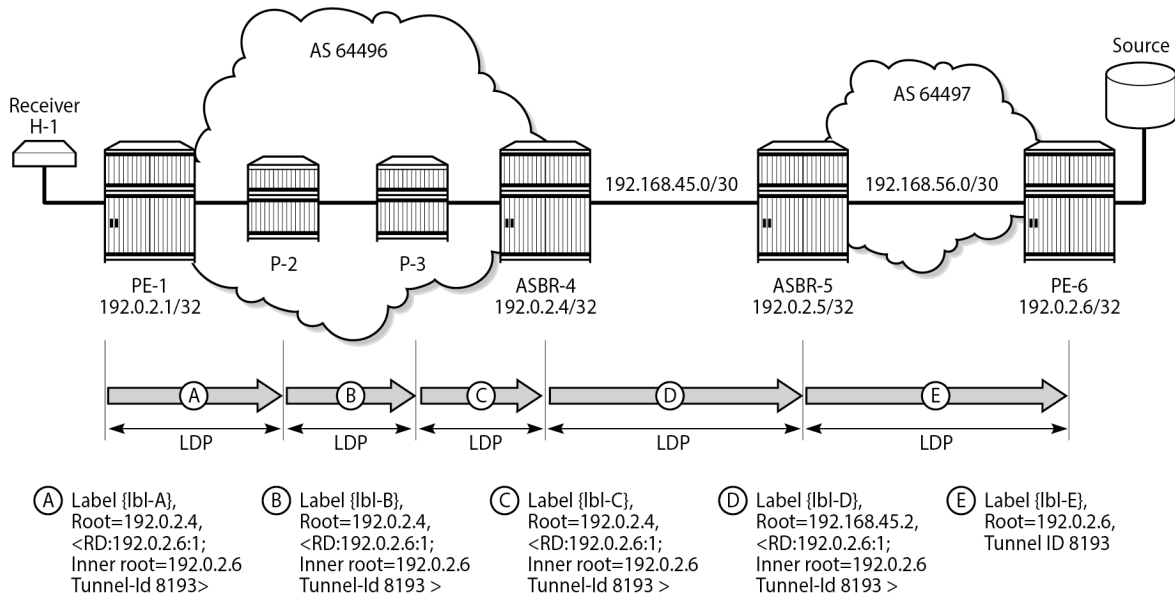 AS 64496
Source
AS 64497
Receiver
H-1
192.168.45.0/30
192.168.56.0/30
P-2
P-3
PE-1
192.0.2.1/32
ASBR-4
192.0.2.4/32
ASBR-5
192.0.2.5/32
PE-6
192.0.2.6/32
A
B
C
D
E
LDP
LDP
LDP
LDP
LDP
A
Label {lbl-A},
Root=192.0.2.4,
<RD:192.0.2.6:1;
Inner root=192.0.2.6
Tunnel-Id 8193>
B
Label {lbl-B},
Root=192.0.2.4,
<RD:192.0.2.6:1;
Inner root=192.0.2.6
Tunnel-Id 8193 >
C
Label {lbl-C},
Root=192.0.2.4,
<RD:192.0.2.6:1;
Inner root=192.0.2.6
Tunnel-Id 8193 >
D
Label {lbl-D},
Root=192.168.45.2,
<RD:192.0.2.6:1;
Inner root=192.0.2.6
Tunnel-Id 8193 >
E
Label {lbl-E},
Root=192.0.2.6,
Tunnel ID 8193